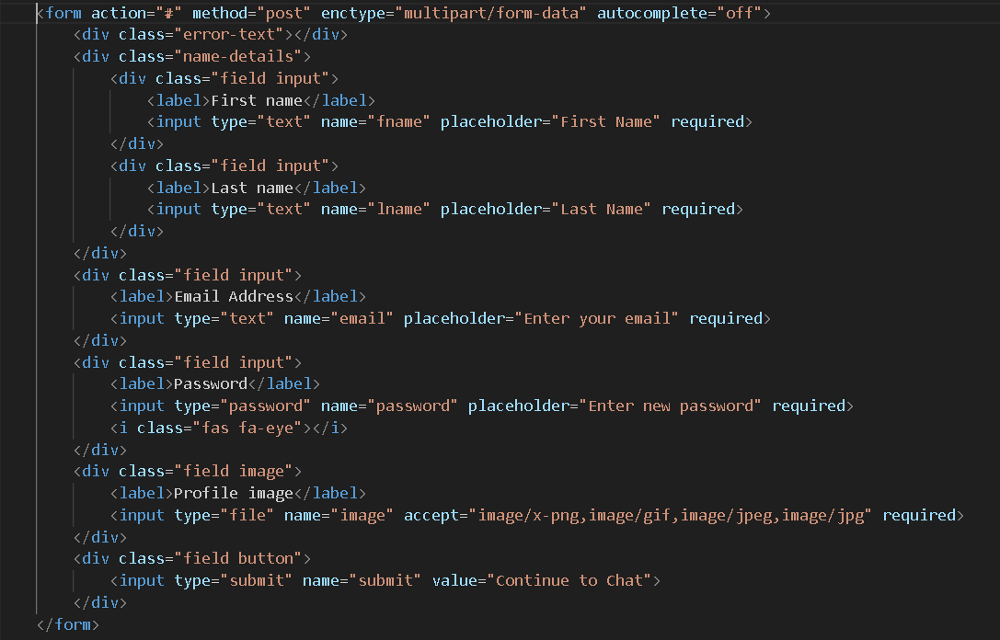 <form action="#" method="post" enctype="multipart/form-data" autocomplete="off">
    <div class="error-text"></div>
    <div class="name-details">
        <div class="field input">
            <label>First name</label>
            <input type="text" name="fname" placeholder="First Name" required>
        </div>
        <div class="field input">
            <label>Last name</label>
            <input type="text" name="lname" placeholder="Last Name" required>
        </div>
    </div>
    <div class="field input">
        <label>Email Address</label>
        <input type="text" name="email" placeholder="Enter your email" required>
    </div>
    <div class="field input">
        <label>Password</label>
        <input type="password" name="password" placeholder="Enter new password" required>
        <i class="fas fa-eye"></i>
    </div>
    <div class="field image">
        <label>Profile image</label>
        <input type="file" name="image" accept="image/x-png,image/gif,image/jpeg,image/jpg" required>
    </div>
    <div class="field button">
        <input type="submit" name="submit" value="Continue to Chat">
    </div>
</form>